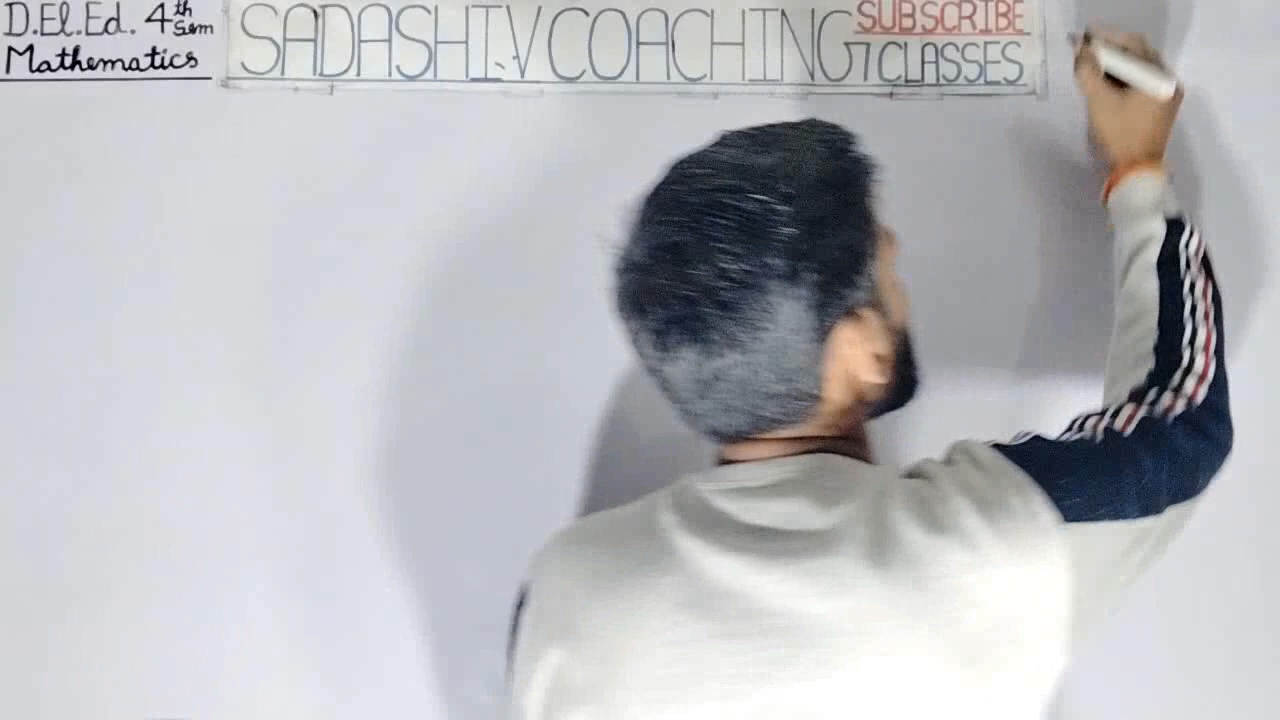 D.El.Ed. 4th Sem
Mathematics
SADASHIV COACHING
SUBSCRIBE
CLASSES